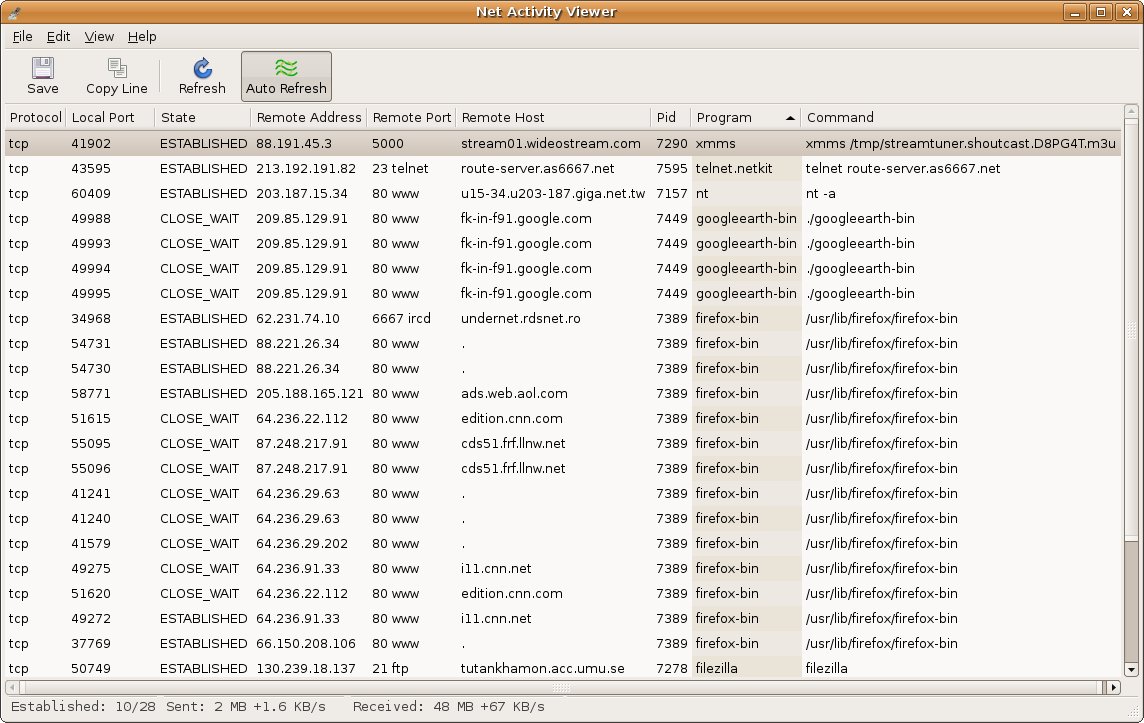 Net Activity Viewer
File Edit View Help
Save Copy Line Refresh Auto Refresh
Protocol Local Port State Remote Address Remote Port Remote Host Pid Program Command
tcp 41902 ESTABLISHED 88.191.45.3 5000 stream01.wideostream.com 7290 xmms xmms /tmp/streamtuner.shoutcast.D8PG4T.m3u
tcp 43595 ESTABLISHED 213.192.191.82 23 telnet route-server.as6667.net 7595 telnet.netkit telnet route-server.as6667.net
tcp 60409 ESTABLISHED 203.187.15.34 80 www u15-34.u203-187.giga.net.tw 7157 nt nt -a
tcp 49988 CLOSE_WAIT 209.85.129.91 80 www fk-in-f91.google.com 7449 googleearth-bin ./googleearth-bin
tcp 49993 CLOSE_WAIT 209.85.129.91 80 www fk-in-f91.google.com 7449 googleearth-bin ./googleearth-bin
tcp 49994 CLOSE_WAIT 209.85.129.91 80 www fk-in-f91.google.com 7449 googleearth-bin ./googleearth-bin
tcp 49995 CLOSE_WAIT 209.85.129.91 80 www fk-in-f91.google.com 7449 googleearth-bin ./googleearth-bin
tcp 34968 ESTABLISHED 62.231.74.10 6667 ircd undernet.rdsnet.ro 7389 firefox-bin /usr/lib/firefox/firefox-bin
tcp 54731 ESTABLISHED 88.221.26.34 80 www . 7389 firefox-bin /usr/lib/firefox/firefox-bin
tcp 54730 ESTABLISHED 88.221.26.34 80 www . 7389 firefox-bin /usr/lib/firefox/firefox-bin
tcp 58771 ESTABLISHED 205.188.165.121 80 www ads.web.aol.com 7389 firefox-bin /usr/lib/firefox/firefox-bin
tcp 51615 CLOSE_WAIT 64.236.22.112 80 www edition.cnn.com 7389 firefox-bin /usr/lib/firefox/firefox-bin
tcp 55095 CLOSE_WAIT 87.248.217.91 80 www cds51.frf.llnw.net 7389 firefox-bin /usr/lib/firefox/firefox-bin
tcp 55096 CLOSE_WAIT 87.248.217.91 80 www cds51.frf.llnw.net 7389 firefox-bin /usr/lib/firefox/firefox-bin
tcp 41241 CLOSE_WAIT 64.236.29.63 80 www . 7389 firefox-bin /usr/lib/firefox/firefox-bin
tcp 41240 CLOSE_WAIT 64.236.29.63 80 www . 7389 firefox-bin /usr/lib/firefox/firefox-bin
tcp 41579 CLOSE_WAIT 64.236.29.202 80 www . 7389 firefox-bin /usr/lib/firefox/firefox-bin
tcp 49275 CLOSE_WAIT 64.236.91.33 80 www i11.cnn.net 7389 firefox-bin /usr/lib/firefox/firefox-bin
tcp 51620 CLOSE_WAIT 64.236.22.112 80 www edition.cnn.com 7389 firefox-bin /usr/lib/firefox/firefox-bin
tcp 49272 ESTABLISHED 64.236.91.33 80 www i11.cnn.net 7389 firefox-bin /usr/lib/firefox/firefox-bin
tcp 37769 ESTABLISHED 66.150.208.106 80 www . 7389 firefox-bin /usr/lib/firefox/firefox-bin
tcp 50749 ESTABLISHED 130.239.18.137 21 ftp tutankhamon.acc.umu.se 7278 filezilla filezilla
Established: 10/28 Sent: 2 MB +1.6 KB/s Received: 48 MB +67 KB/s